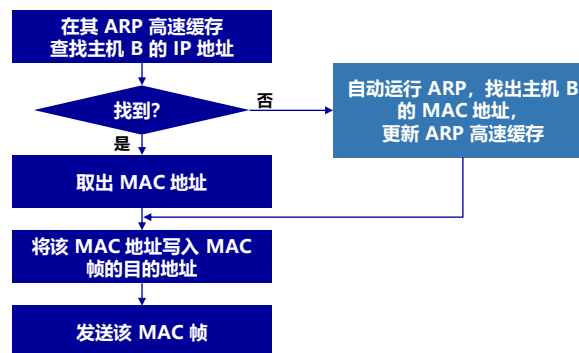 在其 ARP 高速缓存
查找主机 B 的 IP 地址
找到？
否
是
自动运行 ARP，找出主机 B
的 MAC 地址，
更新 ARP 高速缓存
取出 MAC 地址
将该 MAC 地址写入 MAC
帧的目的地址
发送该 MAC 帧